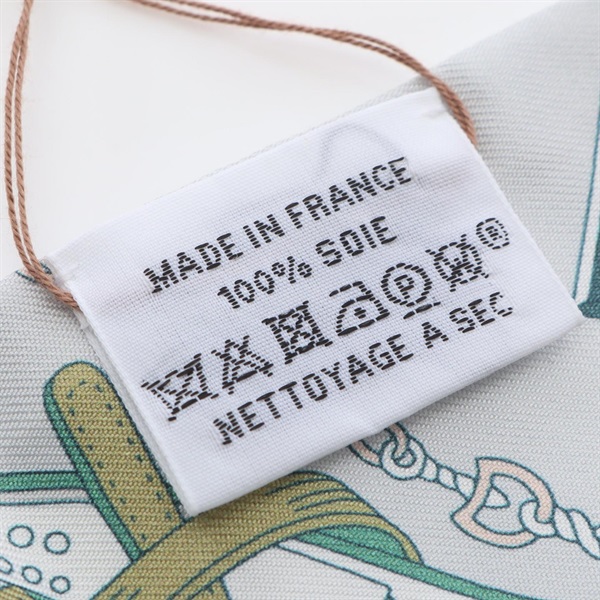 MADE IN FRANCE
100% SOIE
P ®
NETTOYAGE A SEC